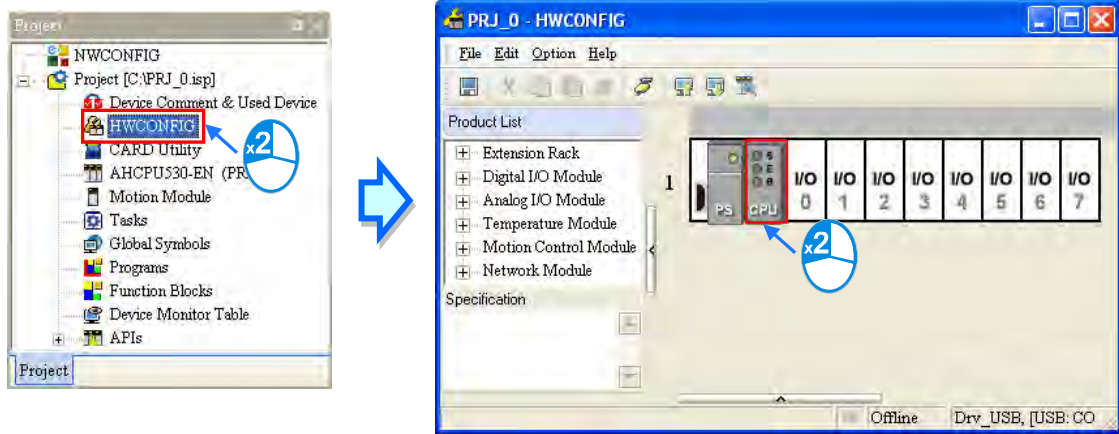 Project
NWCONFIG
Project [C:\PRJ_0.isp]
Device Comment & Used Device
HWCONFIG
CARD Utility
AHCPU530-EN (PR
Motion Module
Tasks
Global Symbols
Programs
Function Blocks
Device Monitor Table
APIs
Project
x2
PRJ_0 - HWCONFIG
File Edit Option Help
Product List
Extension Rack
Digital I/O Module
Analog I/O Module
Temperature Module
Motion Control Module
Network Module
Specification
1
PS CPU I/O 0 I/O 1 I/O 2 I/O 3 I/O 4 I/O 5 I/O 6 I/O 7
x2
Offline Drv_USB, [USB: CO